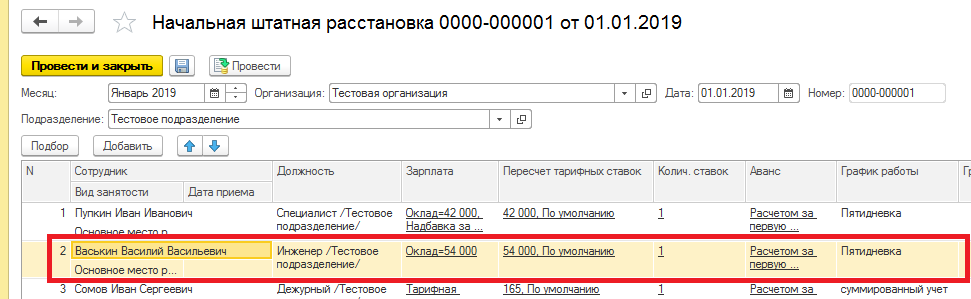 Начальная штатная расстановка 0000-000001 от 01.01.2019
Провести и закрыть Провести
Месяц: Январь 2019 Организация: Тестовая организация Дата: 01.01.2019 Номер: 0000-000001
Подразделение: Тестовое подразделение
Подбор Добавить
N Сотрудник Должность Зарплата Пересчет тарифных ставок Колич. ставок Аванс График работы Гр
Вид занятости Дата приема
1 Пупкин Иван Иванович Специалист /Тестовое Оклад=42 000, 42 000, По умолчанию 1 Расчетом за Пятидневка
Основное место р... подразделение/ Надбавка за ... первую ...
2 Васькин Василий Васильевич Инженер /Тестовое Оклад=54 000 54 000, По умолчанию 1 Расчетом за Пятидневка
Основное место р... подразделение/ первую ...
3 Сомов Иван Сергеевич Дежурный /Тестовое Тарифная 165, По умолчанию 1 Расчетом за суммированный учет